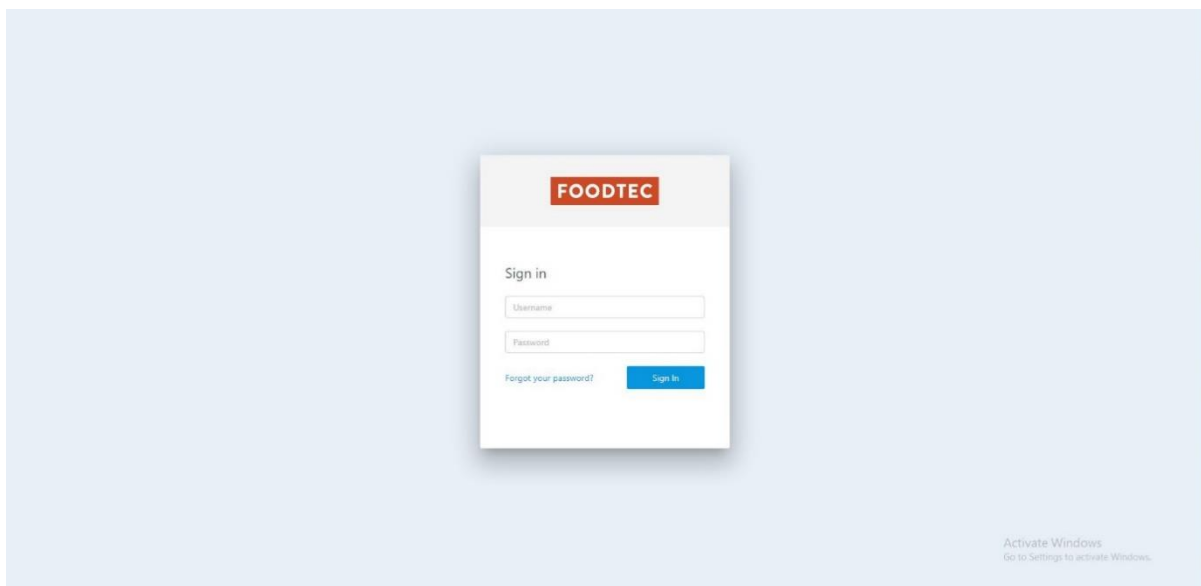 FOODTEC
Sign in
Username
Password
Forgot your password?
Sign In
Activate Windows
Go to Settings to activate Windows.